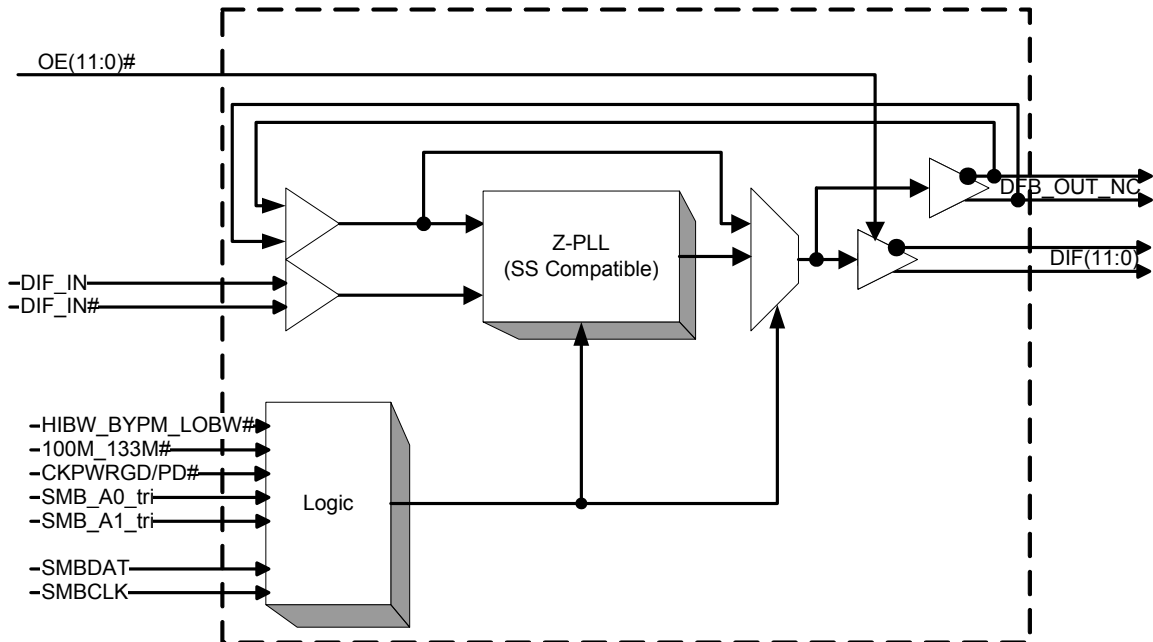 OE(11:0)#
DFB_OUT_NC
Z-PLL
(SS Compatible)
DIF(11:0)
DIF_IN
DIF_IN#
HIBW_BYPM_LOBW#
100M_133M#
CKPWRGD/PD#
SMB_A0_tri
SMB_A1_tri
Logic
SMBDAT
SMBCLK